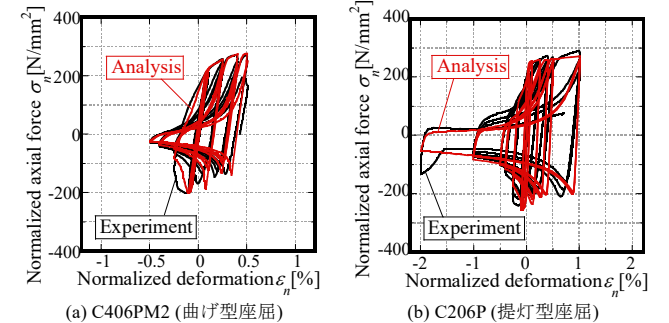 400
200
0
-200
-400
Normalized axial force σn[N/mm²]
Analysis
Experiment
-1 -0.5 0 0.5 1
Normalized deformation εn[%]
(a) C406PM2 (曲げ型座屈)
400
200
0
-200
-400
Normalized axial force σn[N/mm²]
Analysis
Experiment
-2 -1 0 1 2
Normalized deformation εn[%]
(b) C206P (提灯型座屈)